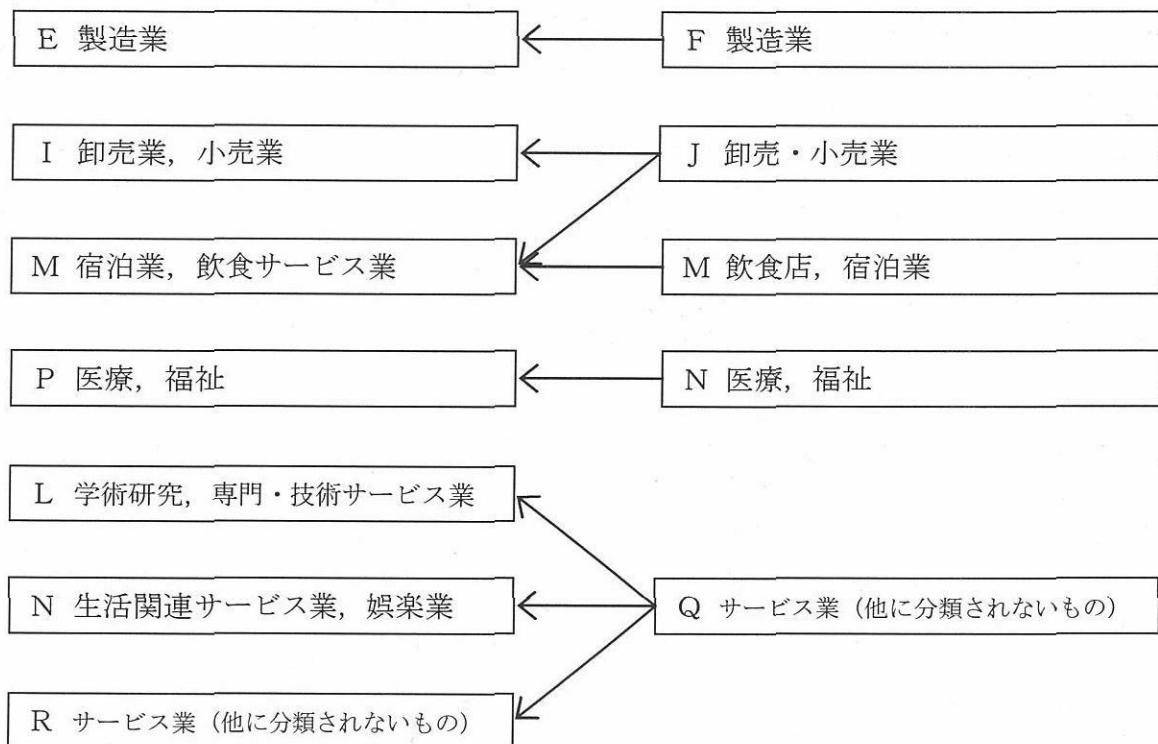 E 製造業
F 製造業
I 卸売業，小売業
J 卸売・小売業
M 宿泊業，飲食サービス業
M 飲食店，宿泊業
P 医療，福祉
N 医療，福祉
L 学術研究，専門・技術サービス業
N 生活関連サービス業，娯楽業
Q サービス業（他に分類されないもの）
R サービス業（他に分類されないもの）